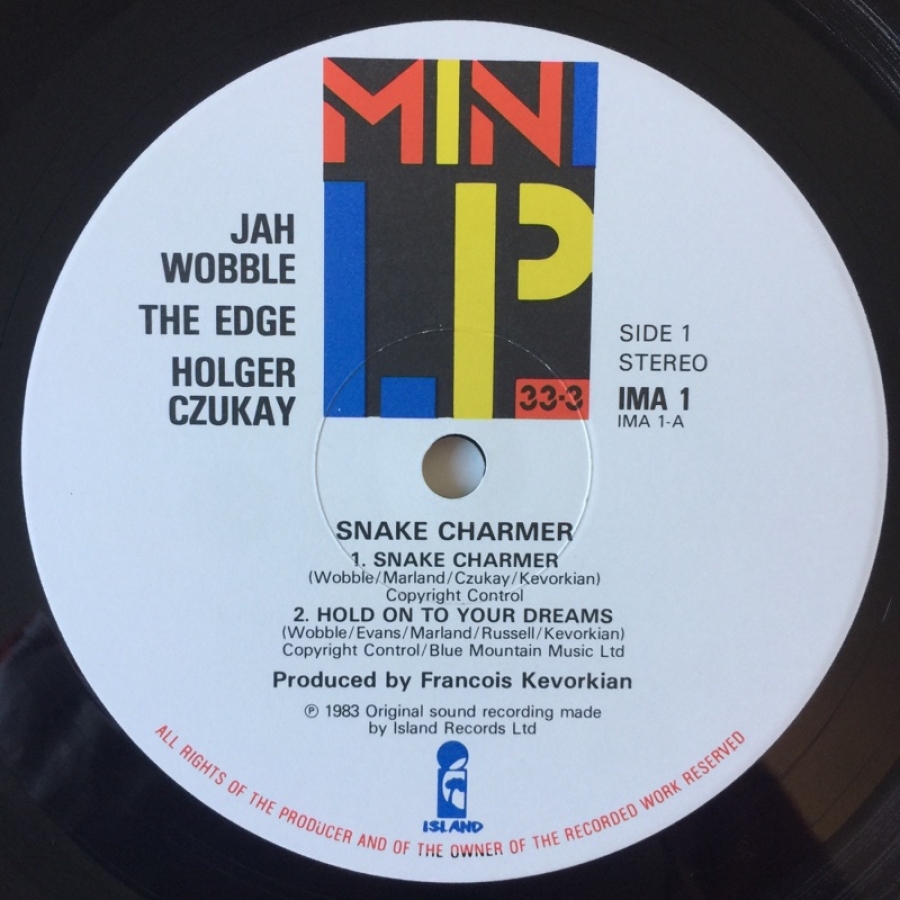 MINI
LP
33·3
JAH
WOBBLE
THE EDGE
HOLGER
CZUKAY
SIDE 1
STEREO
IMA 1
IMA 1-A
SNAKE CHARMER
1. SNAKE CHARMER
(Wobble/Marland/Czukay/Kevorkian)
Copyright Control
2. HOLD ON TO YOUR DREAMS
(Wobble/Evans/Marland/Russell/Kevorkian)
Copyright Control/Blue Mountain Music Ltd
Produced by Francois Kevorkian
℗ 1983 Original sound recording made
by Island Records Ltd
i
ISLAND
ALL RIGHTS OF THE PRODUCER AND OF THE OWNER OF THE RECORDED WORK RESERVED